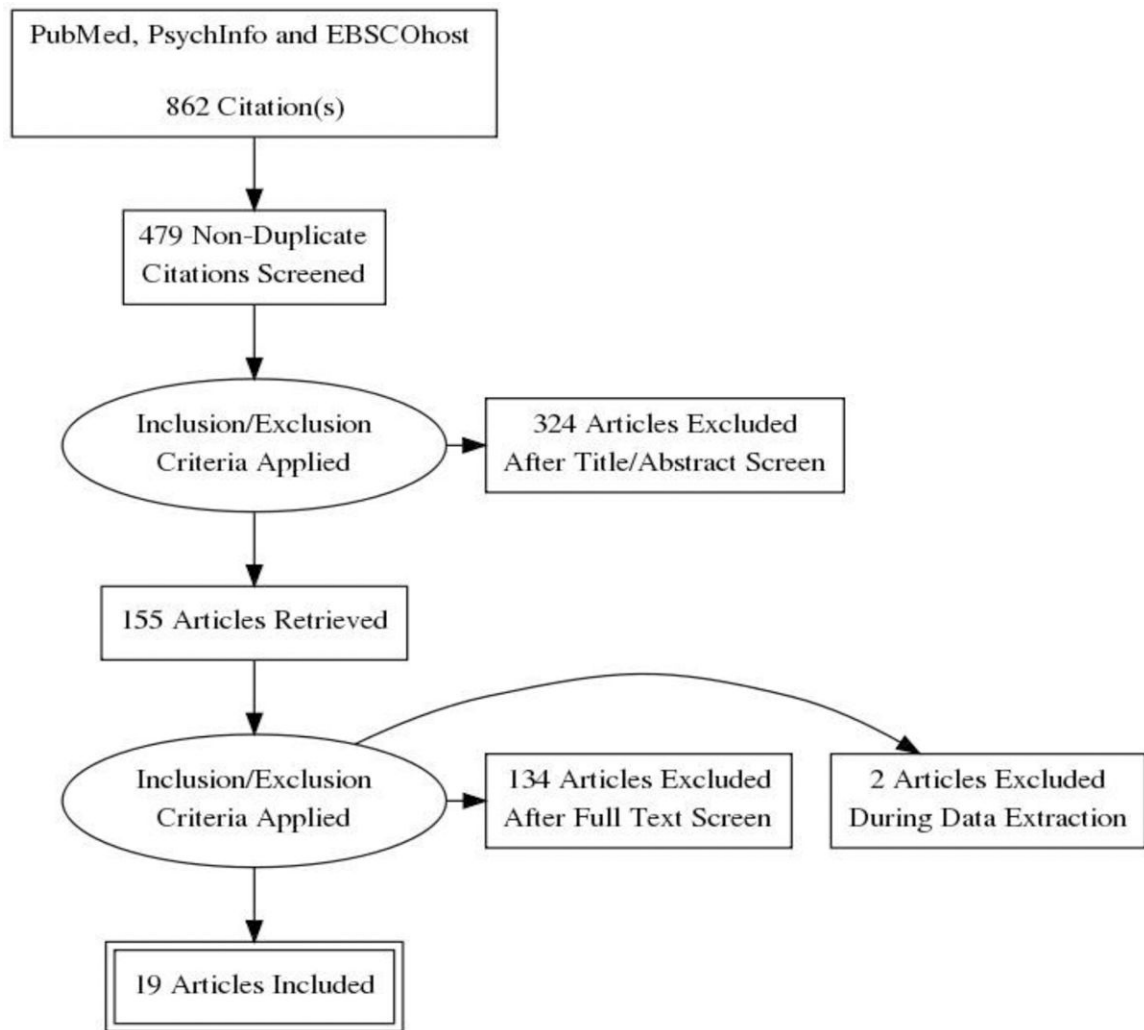 PubMed, PsychInfo and EBSCOhost
862 Citation(s)
479 Non-Duplicate
Citations Screened
Inclusion/Exclusion
Criteria Applied
324 Articles Excluded
After Title/Abstract Screen
155 Articles Retrieved
Inclusion/Exclusion
Criteria Applied
134 Articles Excluded
After Full Text Screen
2 Articles Excluded
During Data Extraction
19 Articles Included